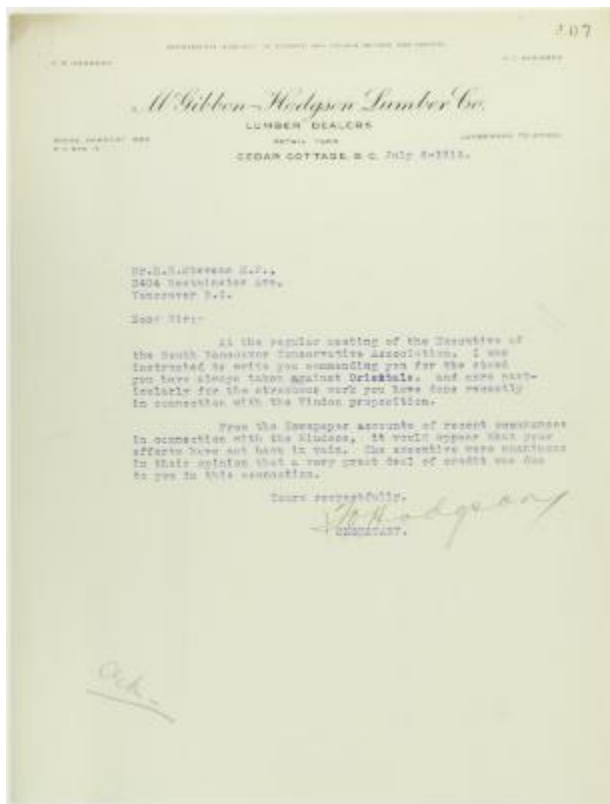 207
M'Gibbon-Hodgson Lumber Co.
LUMBER DEALERS
RETAIL YARD
CEDAR COTTAGE, B.C. July
Mr.H.H.Stevens M.P.,
Westminster Ave.
Vancouver B.C.
Dear Sir:-
At the regular meeting of the Executive of
the South Vancouver Conservative Association, I was
instructed to write you commending you for the stand
you have always taken against Orientals, and more part-
icularly for the strenuous work you have done recently
in connection with the Hindoo proposition.
From the Newspaper accounts of recent
in connection with the Hindoos, it would appear that your
efforts have not been in vain. The executive were unanimous
in their opinion that a very great deal of credit was due
to you in this connection.
Yours respectfully,
Hodgson
SECRETARY.
Ack-